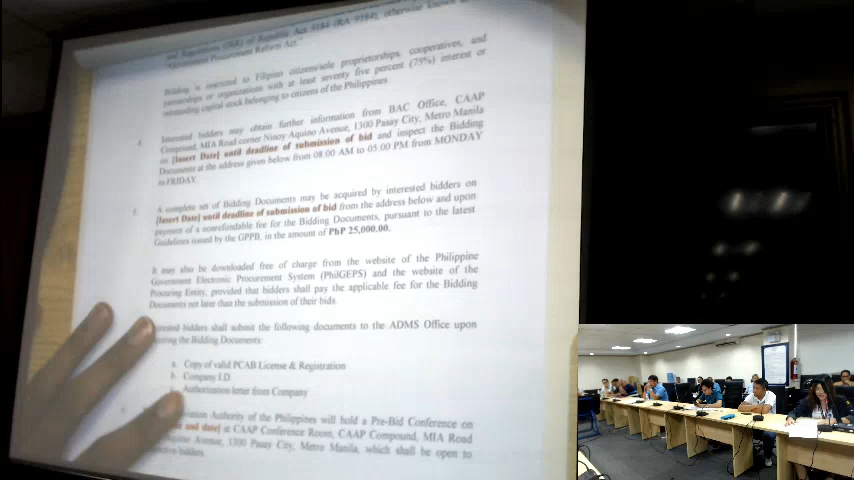 and Regulations (IRR) of Republic Act 9184 (RA 9184), otherwise known
"Government Procurement Reform Act."
Bidding is restricted to Filipino citizens/sole proprietorships, cooperatives, and
partnerships or organizations with at least seventy five percent (75%) interest or
outstanding capital stock belonging to citizens of the Philippines
4. Interested bidders may obtain further information from BAC Office, CAAP
Compound, MIA Road corner Ninoy Aquino Avenue, 1300 Pasay City, Metro Manila
on [Insert Date] until deadline of submission of bid and inspect the Bidding
Documents at the address given below from 08:00 AM to 05:00 PM from MONDAY
to FRIDAY.
5. A complete set of Bidding Documents may be acquired by interested bidders on
[Insert Date] until deadline of submission of bid from the address below and upon
payment of a nonrefundable fee for the Bidding Documents, pursuant to the latest
Guidelines issued by the GPPB, in the amount of PhP 25,000.00.
It may also be downloaded free of charge from the website of the Philippine
Government Electronic Procurement System (PhilGEPS) and the website of the
Procuring Entity, provided that bidders shall pay the applicable fee for the Bidding
Documents not later than the submission of their bids.
bidders shall submit the following documents to the ADMS Office upon
the Bidding Documents:
a. Copy of valid PCAB License & Registration
b. Company I.D.
Authorization letter from Company
Authority of the Philippines will hold a Pre-Bid Conference on
and date] at CAAP Conference Room, CAAP Compound, MIA Road
Aquino Avenue, 1300 Pasay City, Metro Manila, which shall be open to
bidders.